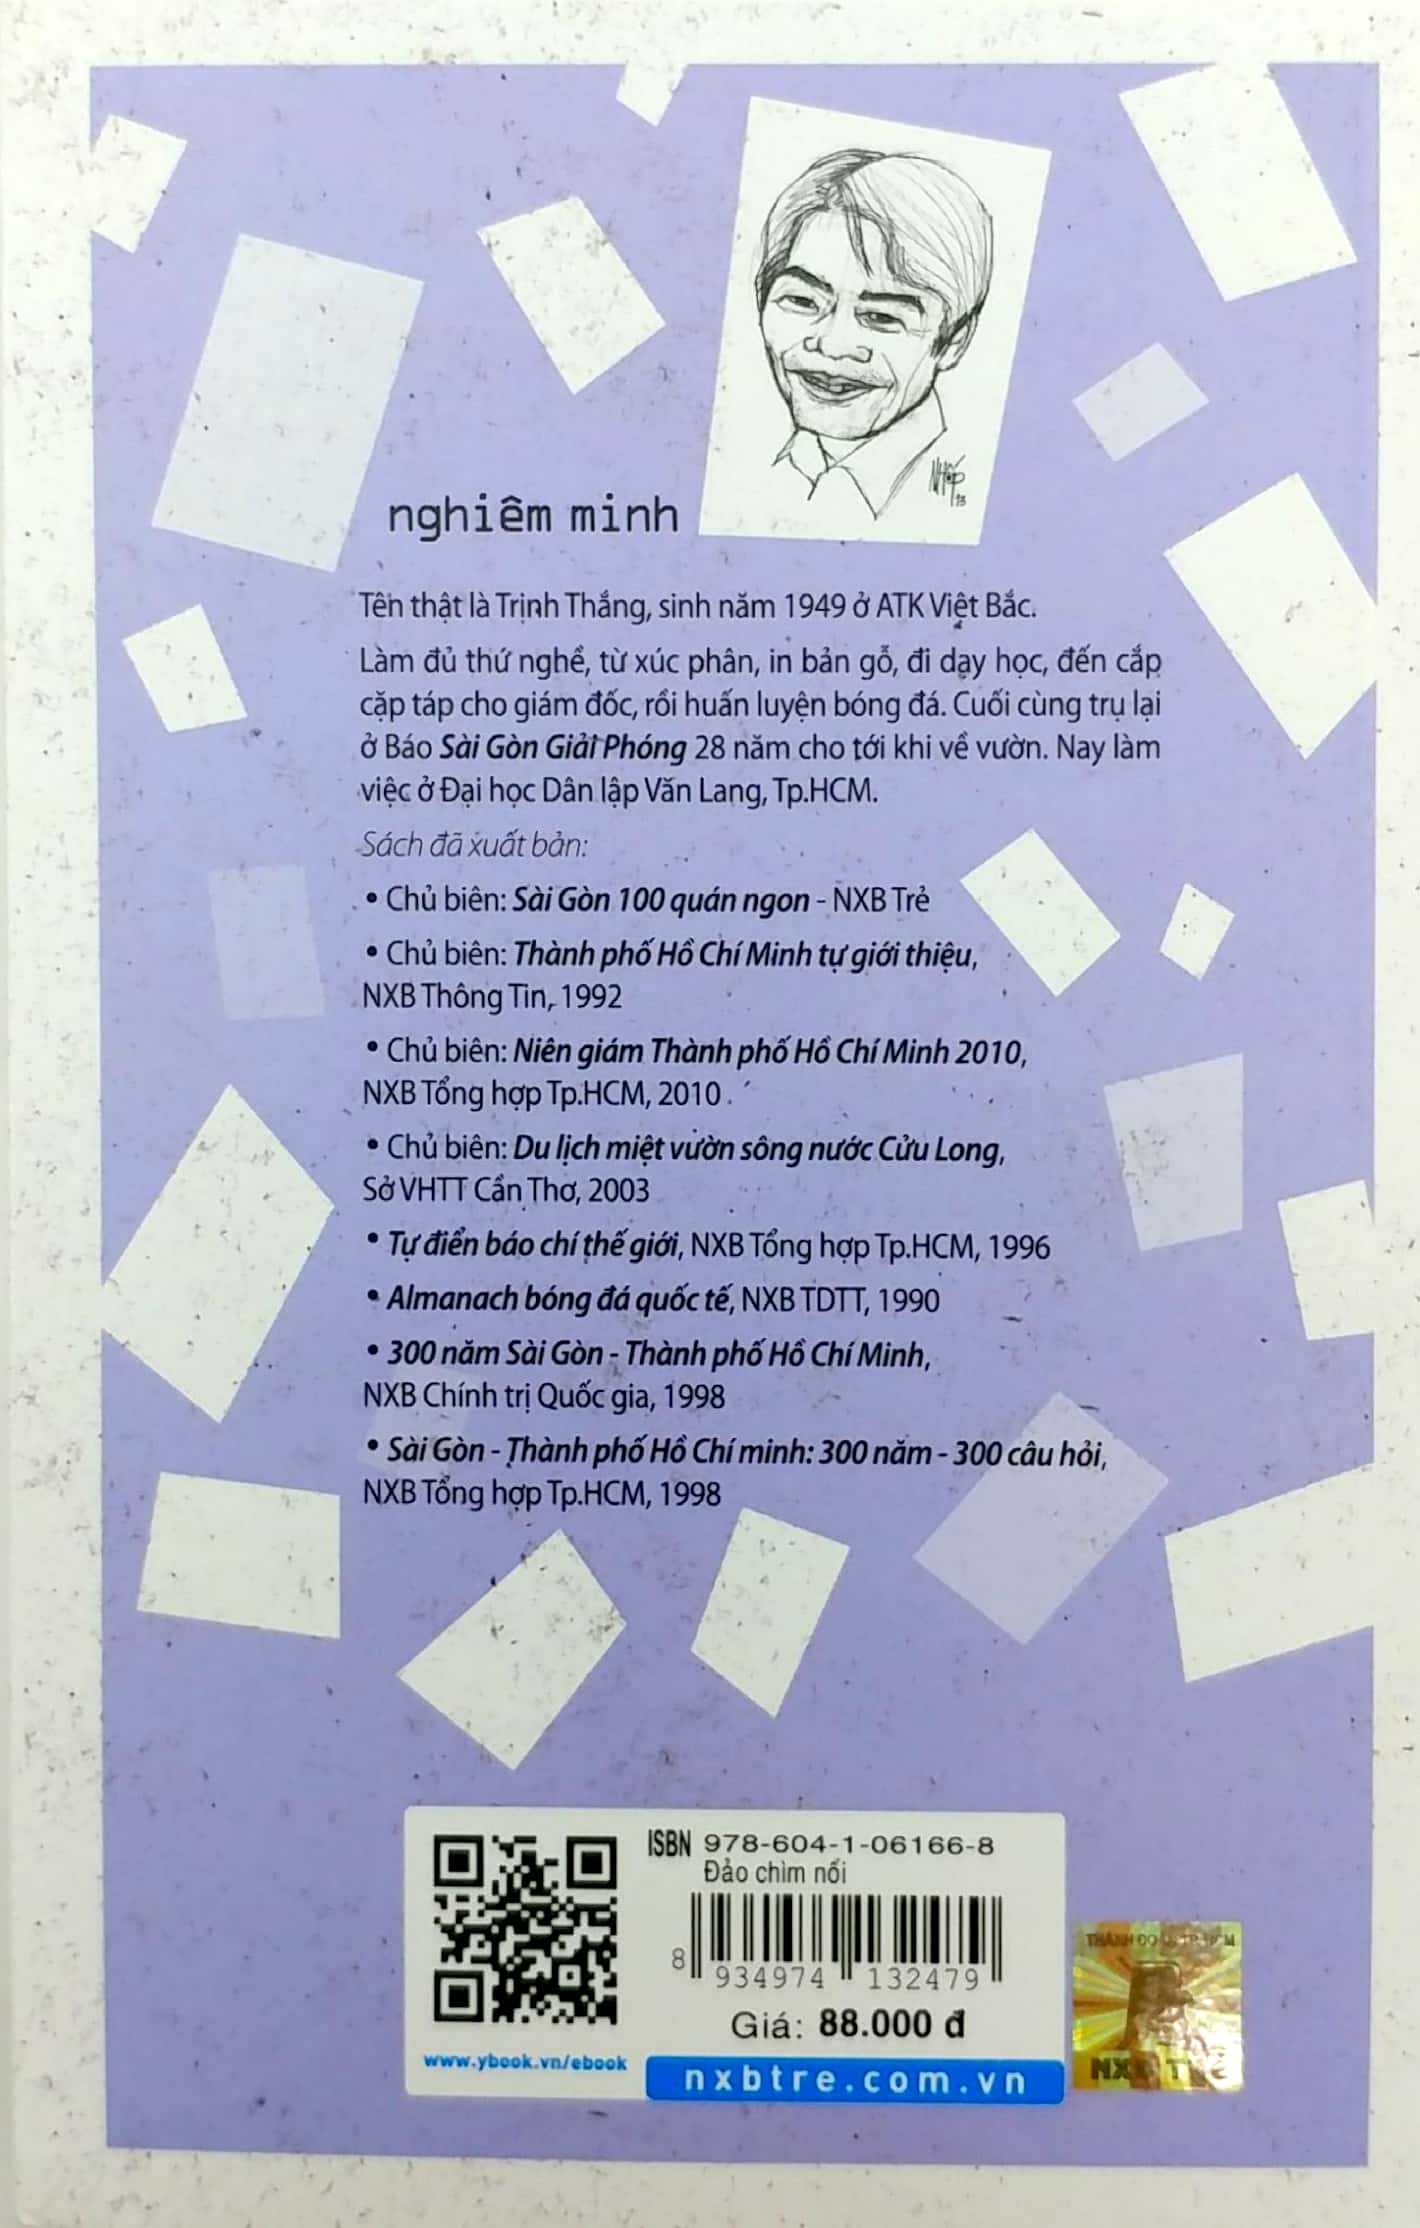 NHỐP
93
nghiêm minh
Tên thật là Trịnh Thắng, sinh năm 1949 ở ATK Việt Bắc.
Làm đủ thứ nghề, từ xúc phân, in bản gỗ, đi dạy học, đến cắp
cặp táp cho giám đốc, rồi huấn luyện bóng đá. Cuối cùng trụ lại
ở Báo Sài Gòn Giải Phóng 28 năm cho tới khi về vườn. Nay làm
việc ở Đại học Dân lập Văn Lang, Tp.HCM.
Sách đã xuất bản:
• Chủ biên: Sài Gòn 100 quán ngon - NXB Trẻ
• Chủ biên: Thành phố Hồ Chí Minh tự giới thiệu,
NXB Thông Tin, 1992
• Chủ biên: Niên giám Thành phố Hồ Chí Minh 2010,
NXB Tổng hợp Tp.HCM, 2010
• Chủ biên: Du lịch miệt vườn sông nước Cửu Long,
Sở VHTT Cần Thơ, 2003
• Tự điển báo chí thế giới, NXB Tổng hợp Tp.HCM, 1996
• Almanach bóng đá quốc tế, NXB TDTT, 1990
• 300 năm Sài Gòn - Thành phố Hồ Chí Minh,
NXB Chính trị Quốc gia, 1998
• Sài Gòn - Thành phố Hồ Chí minh: 300 năm - 300 câu hỏi,
NXB Tổng hợp Tp.HCM, 1998
ISBN 978-604-1-06166-8
Đảo chìm nổi
8 934974 132479
Giá: 88.000 đ
www.ybook.vn/ebook
nxbtre.com.vn
THÀNH ĐOÀN TP-HCM
NXB